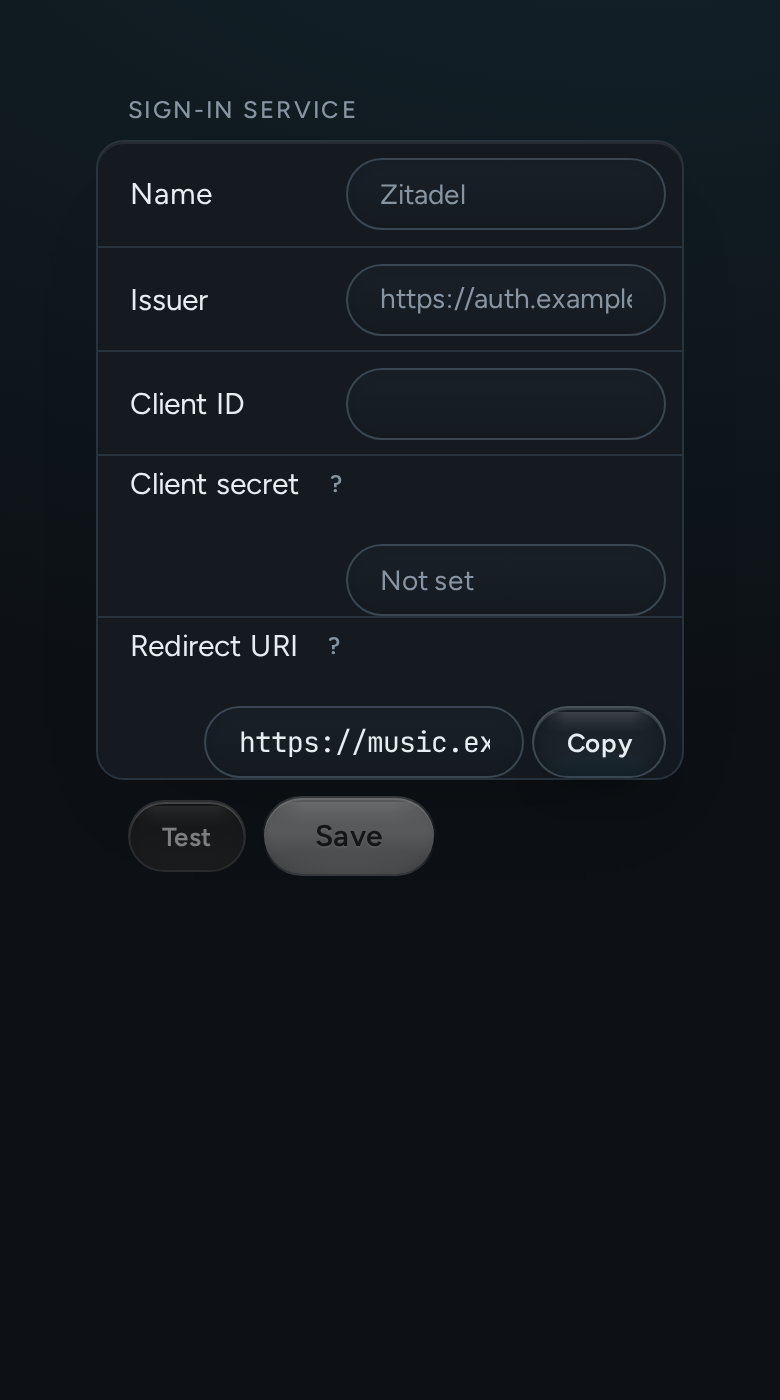 SIGN-IN SERVICE
Name
Zitadel
Issuer
https://auth.example
Client ID
Client secret ?
Not set
Redirect URI ?
https://music.ex
Copy
Test
Save